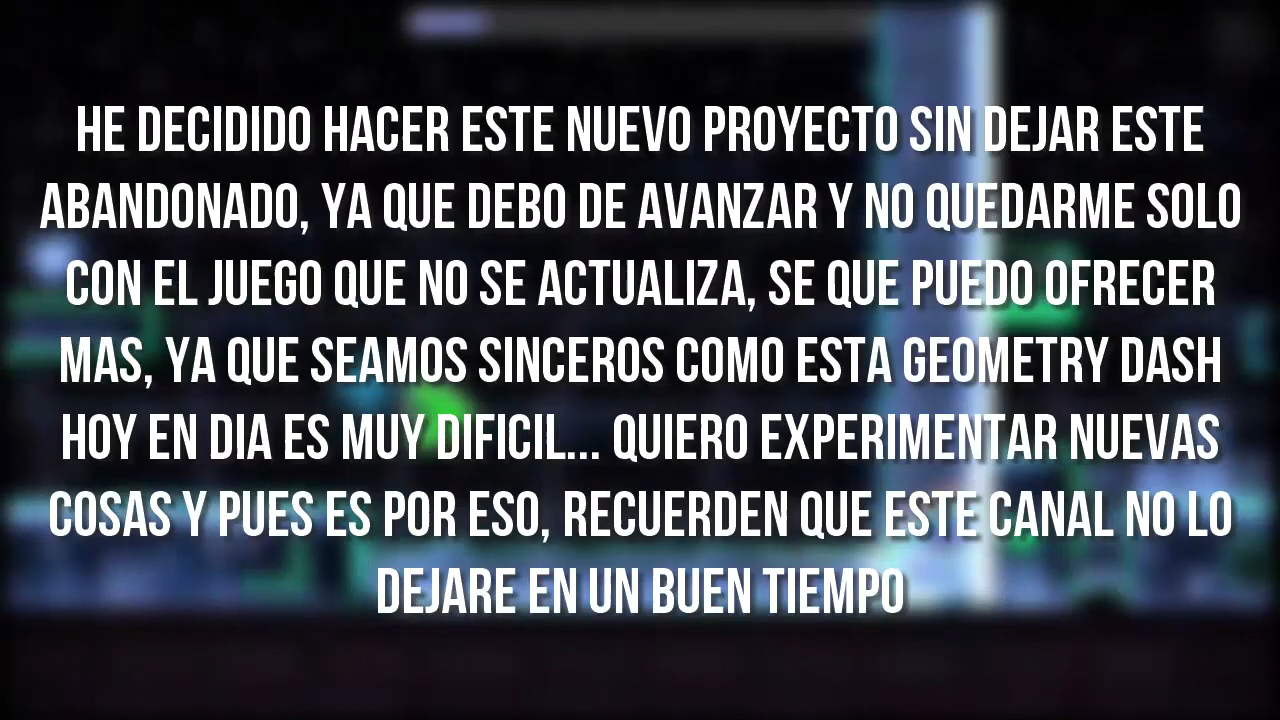 HE DECIDIDO HACER ESTE NUEVO PROYECTO SIN DEJAR ESTE
ABANDONADO, YA QUE DEBO DE AVANZAR Y NO QUEDARME SOLO
CON EL JUEGO QUE NO SE ACTUALIZA, SE QUE PUEDO OFRECER
MAS, YA QUE SEAMOS SINCEROS COMO ESTA GEOMETRY DASH
HOY EN DIA ES MUY DIFICIL... QUIERO EXPERIMENTAR NUEVAS
COSAS Y PUES ES POR ESO, RECUERDEN QUE ESTE CANAL NO LO
DEJARE EN UN BUEN TIEMPO